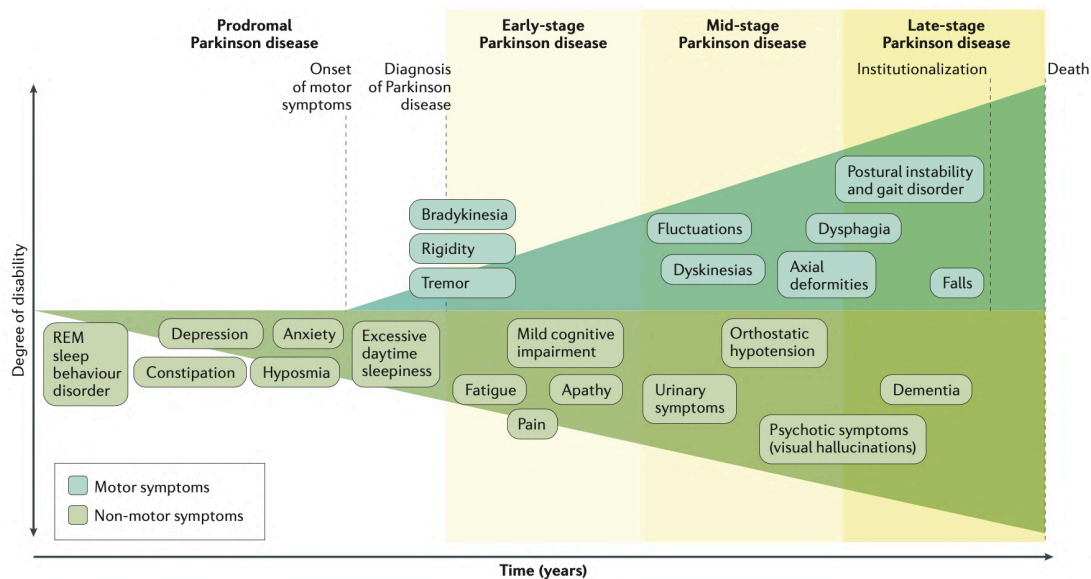 Prodromal
Parkinson disease
Early-stage
Parkinson disease
Mid-stage
Parkinson disease
Late-stage
Parkinson disease
Onset
of motor
symptoms
Diagnosis
of Parkinson
disease
Institutionalization
Death
Degree of disability
Postural instability
and gait disorder
Bradykinesia
Rigidity
Tremor
Fluctuations
Dysphagia
Dyskinesias
Axial
deformities
Falls
REM
sleep
behaviour
disorder
Depression
Anxiety
Constipation
Hyposmia
Excessive
daytime
sleepiness
Mild cognitive
impairment
Fatigue
Apathy
Pain
Orthostatic
hypotension
Urinary
symptoms
Dementia
Psychotic symptoms
(visual hallucinations)
Motor symptoms
Non-motor symptoms
Time (years)